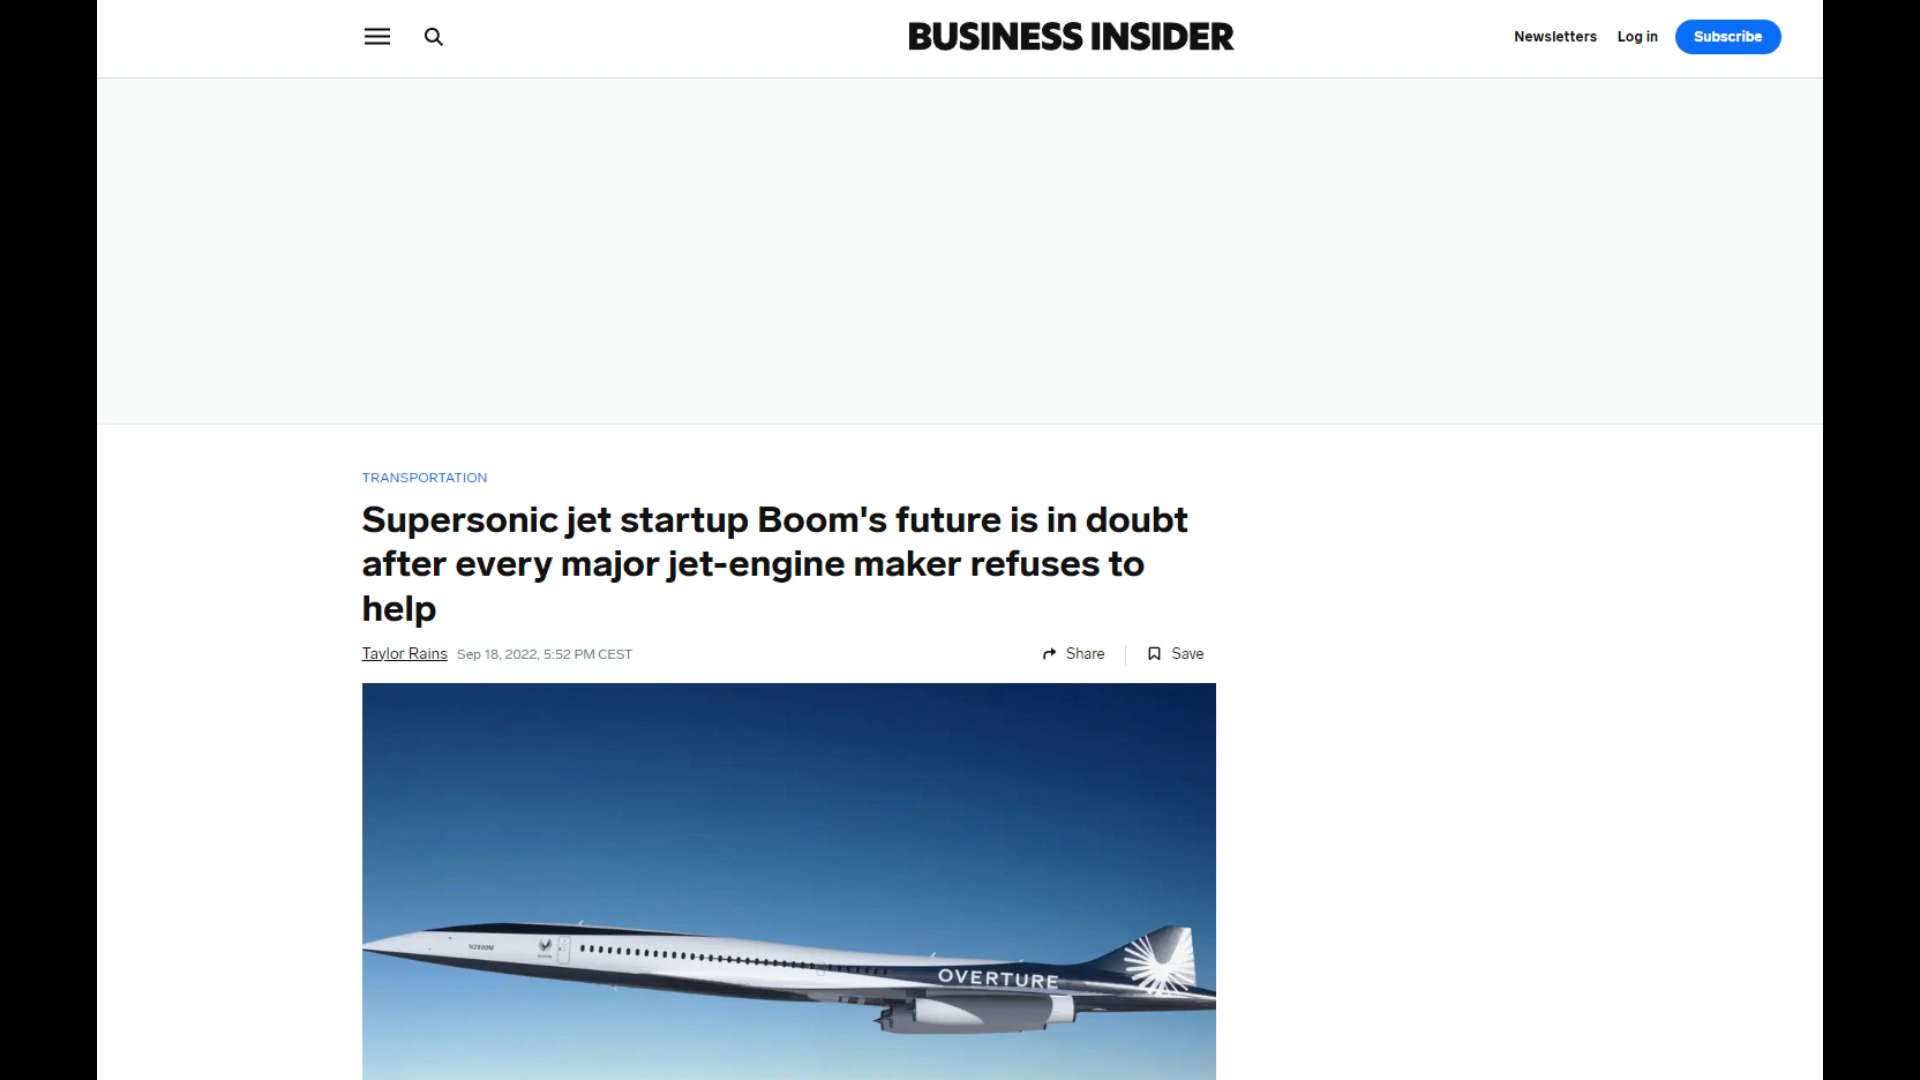 BUSINESS INSIDER
Newsletters
Log in
Subscribe
TRANSPORTATION
Supersonic jet startup Boom's future is in doubt
after every major jet-engine maker refuses to
help
Taylor Rains Sep 18, 2022, 5:52 PM CEST
Share
Save
OVERTURE